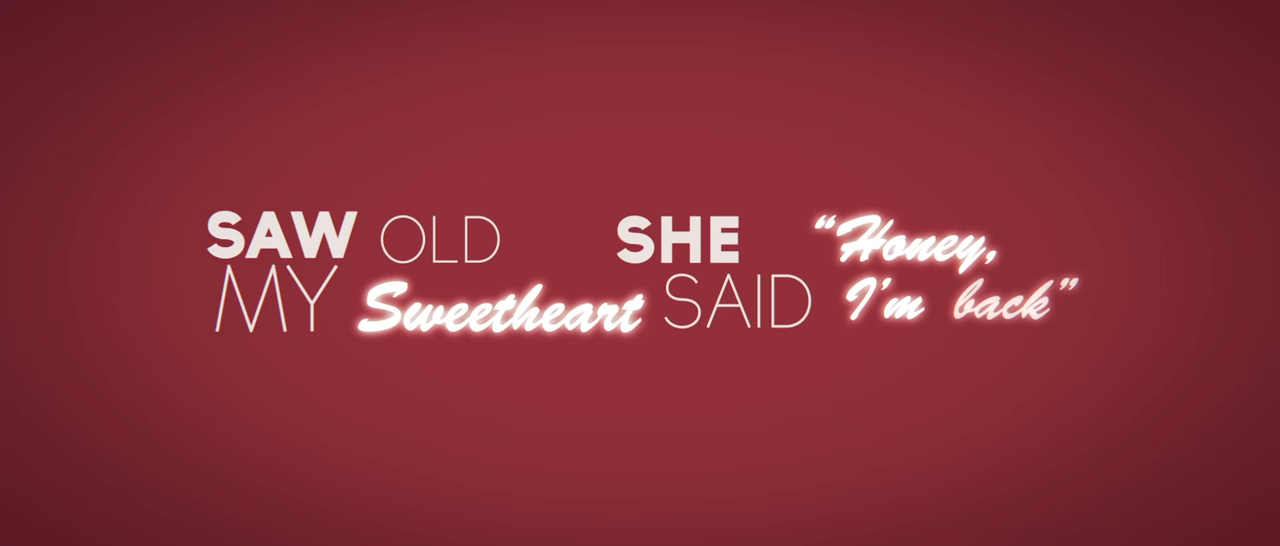 SAW OLD
MY Sweetheart
SHE
SAID
“Honey,
I’m back”